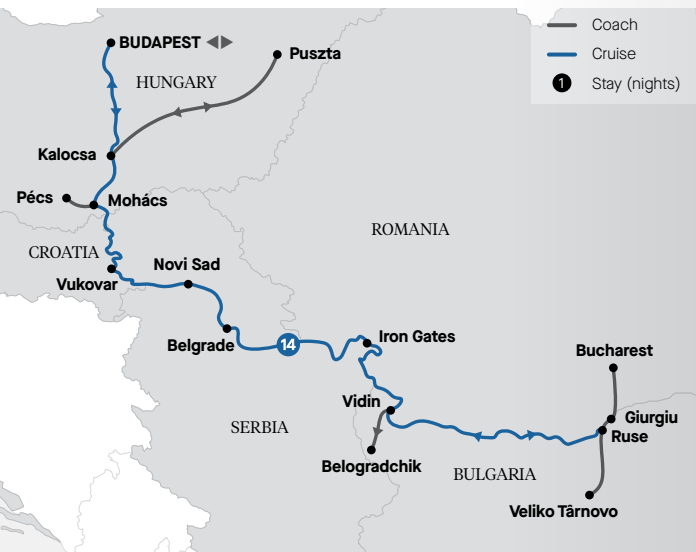 Coach
Cruise
1 Stay (nights)
BUDAPEST
Puszta
HUNGARY
Kalocsa
Pécs
Mohács
ROMANIA
CROATIA
Novi Sad
Vukovar
Iron Gates
Belgrade
14
Bucharest
Vidin
Giurgiu
SERBIA
Ruse
Belogradchik
BULGARIA
Veliko Târnovo